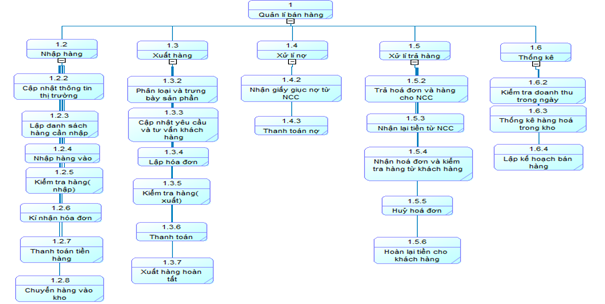 1
Quản lí bán hàng
1.2
Nhập hàng
1.2.2
Cập nhật thông tin
thị trường
1.2.3
Lập danh sách
hàng cần nhập
1.2.4
Nhập hàng vào
1.2.5
Kiểm tra hàng(
nhập)
1.2.6
Kí nhận hóa đơn
1.2.7
Thanh toán tiền
hàng
1.2.8
Chuyển hàng vào
kho
1.3
Xuất hàng
1.3.2
Phân loại và trưng
bày sản phẩn
1.3.3
Cập nhật yêu cầu
và tư vấn khách
hàng
1.3.4
Lập hóa đơn
1.3.5
Kiểm tra hàng(
xuất)
1.3.6
Thanh toán
1.3.7
Xuất hàng hoàn
tất
1.4
Xử lí nợ
1.4.2
Nhận giấy giục nợ từ
NCC
1.4.3
Thanh toán nợ
1.5
Xử lí trả hàng
1.5.2
Trả hoá đơn và hàng
cho NCC
1.5.3
Nhận lại tiền từ NCC
1.5.4
Nhận hoá đơn và kiểm
tra hàng từ khách hàng
1.5.5
Huỷ hoá đơn
1.5.6
Hoàn lại tiền cho
khách hàng
1.6
Thống kê
1.6.2
Kiểm tra doanh thu
trong ngày
1.6.3
Thống kê hàng hoá
trong kho
1.6.4
Lập kế hoạch bán
hàng